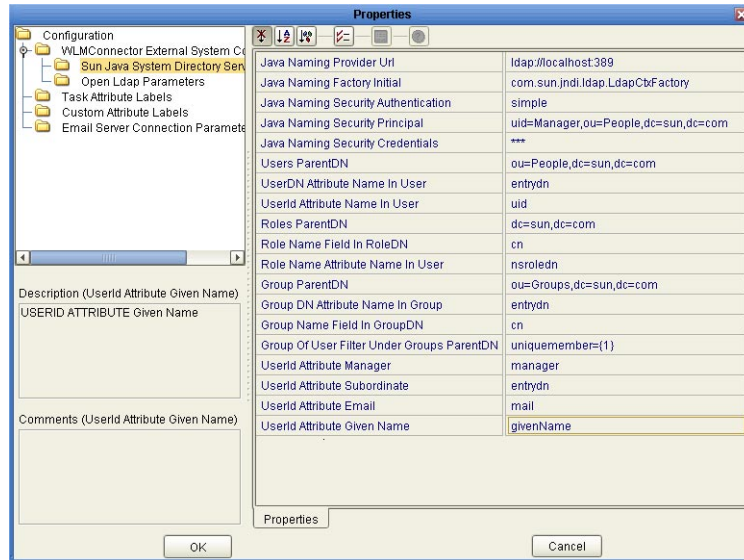 Properties
Configuration
WLMConnector External System Co
Sun Java System Directory Serv
Open Ldap Parameters
Task Attribute Labels
Custom Attribute Labels
Email Server Connection Paramete
Description (UserId Attribute Given Name)
USERID ATTRIBUTE Given Name
Comments (UserId Attribute Given Name)
OK
Java Naming Provider Url ldap://localhost:389
Java Naming Factory Initial com.sun.jndi.ldap.LdapCtxFactory
Java Naming Security Authentication simple
Java Naming Security Principal uid=Manager,ou=People,dc=sun,dc=com
Java Naming Security Credentials ***
Users ParentDN ou=People,dc=sun,dc=com
UserDN Attribute Name In User entrydn
UserId Attribute Name In User uid
Roles ParentDN dc=sun,dc=com
Role Name Field In RoleDN cn
Role Name Attribute Name In User nsroledn
Group ParentDN ou=Groups,dc=sun,dc=com
Group DN Attribute Name In Group entrydn
Group Name Field In GroupDN cn
Group Of User Filter Under Groups ParentDN uniquemember={1}
UserId Attribute Manager manager
UserId Attribute Subordinate entrydn
UserId Attribute Email mail
UserId Attribute Given Name givenName
Properties
Cancel